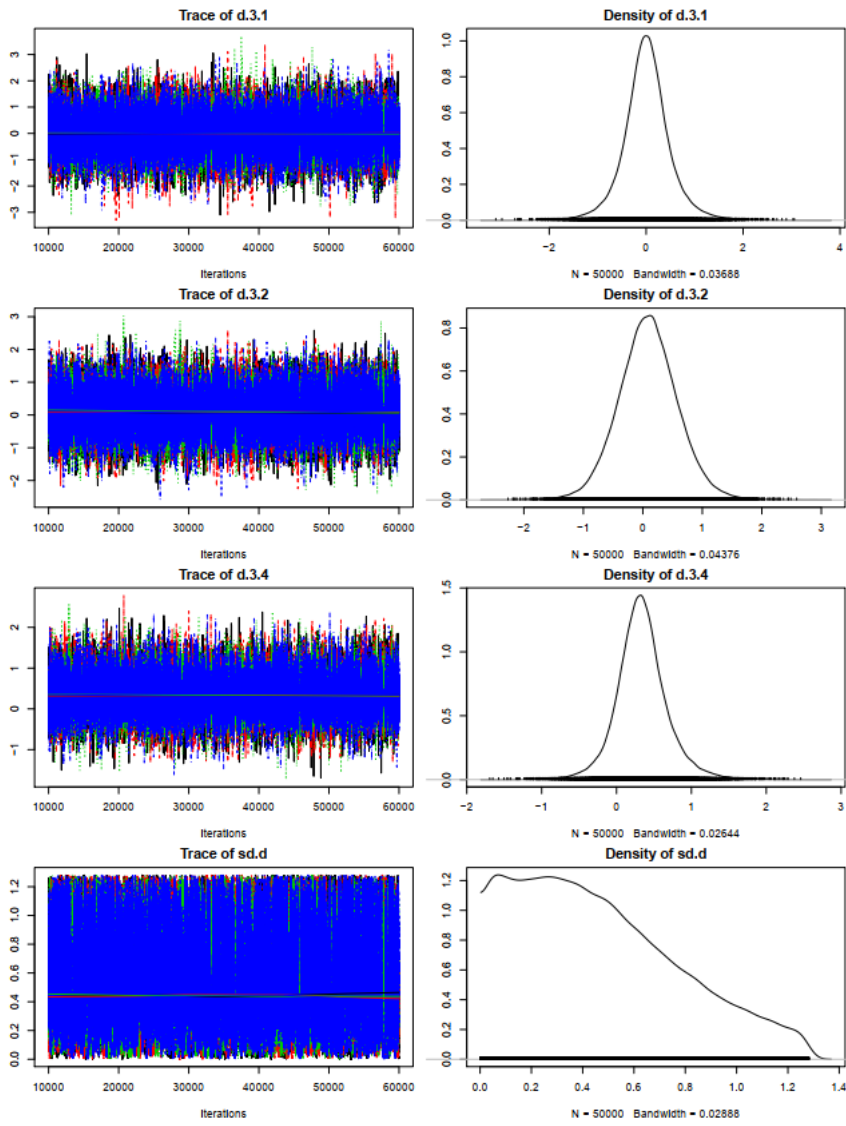 Trace of d.3.1
3
2
1
0
−1
−2
−3
10000 20000 30000 40000 50000 60000
Iterations
Density of d.3.1
1.0
0.8
0.6
0.4
0.2
0.0
−2 0 2 4
N = 50000 Bandwidth = 0.03688
Trace of d.3.2
3
2
1
0
−1
−2
10000 20000 30000 40000 50000 60000
Iterations
Density of d.3.2
0.8
0.6
0.4
0.2
0.0
−2 −1 0 1 2 3
N = 50000 Bandwidth = 0.04376
Trace of d.3.4
2
1
0
−1
10000 20000 30000 40000 50000 60000
Iterations
Density of d.3.4
1.5
1.0
0.5
0.0
−2 −1 0 1 2 3
N = 50000 Bandwidth = 0.02644
Trace of sd.d
1.2
1.0
0.8
0.6
0.4
0.2
0.0
10000 20000 30000 40000 50000 60000
Iterations
Density of sd.d
1.2
1.0
0.8
0.6
0.4
0.2
0.0
0.0 0.2 0.4 0.6 0.8 1.0 1.2 1.4
N = 50000 Bandwidth = 0.02888